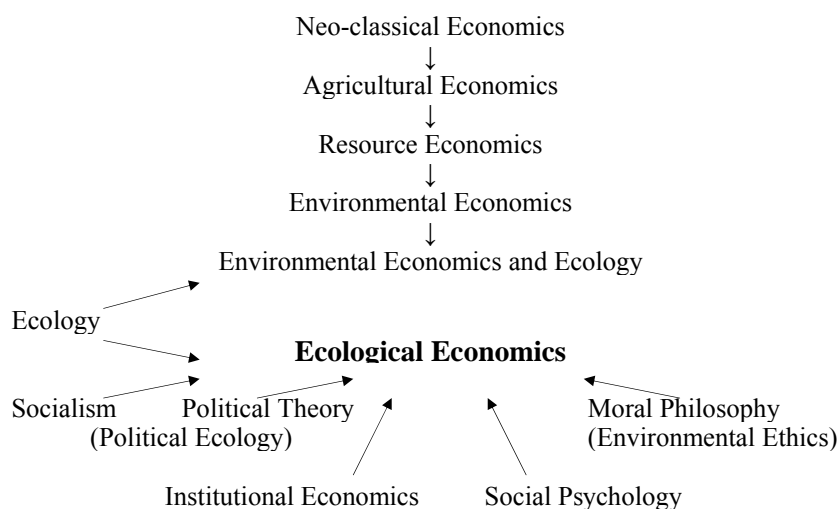 Neo-classical Economics
Agricultural Economics
Resource Economics
Environmental Economics
Environmental Economics and Ecology
Ecology
Ecological Economics
Socialism Political Theory Moral Philosophy
(Political Ecology) (Environmental Ethics)
Institutional Economics Social Psychology